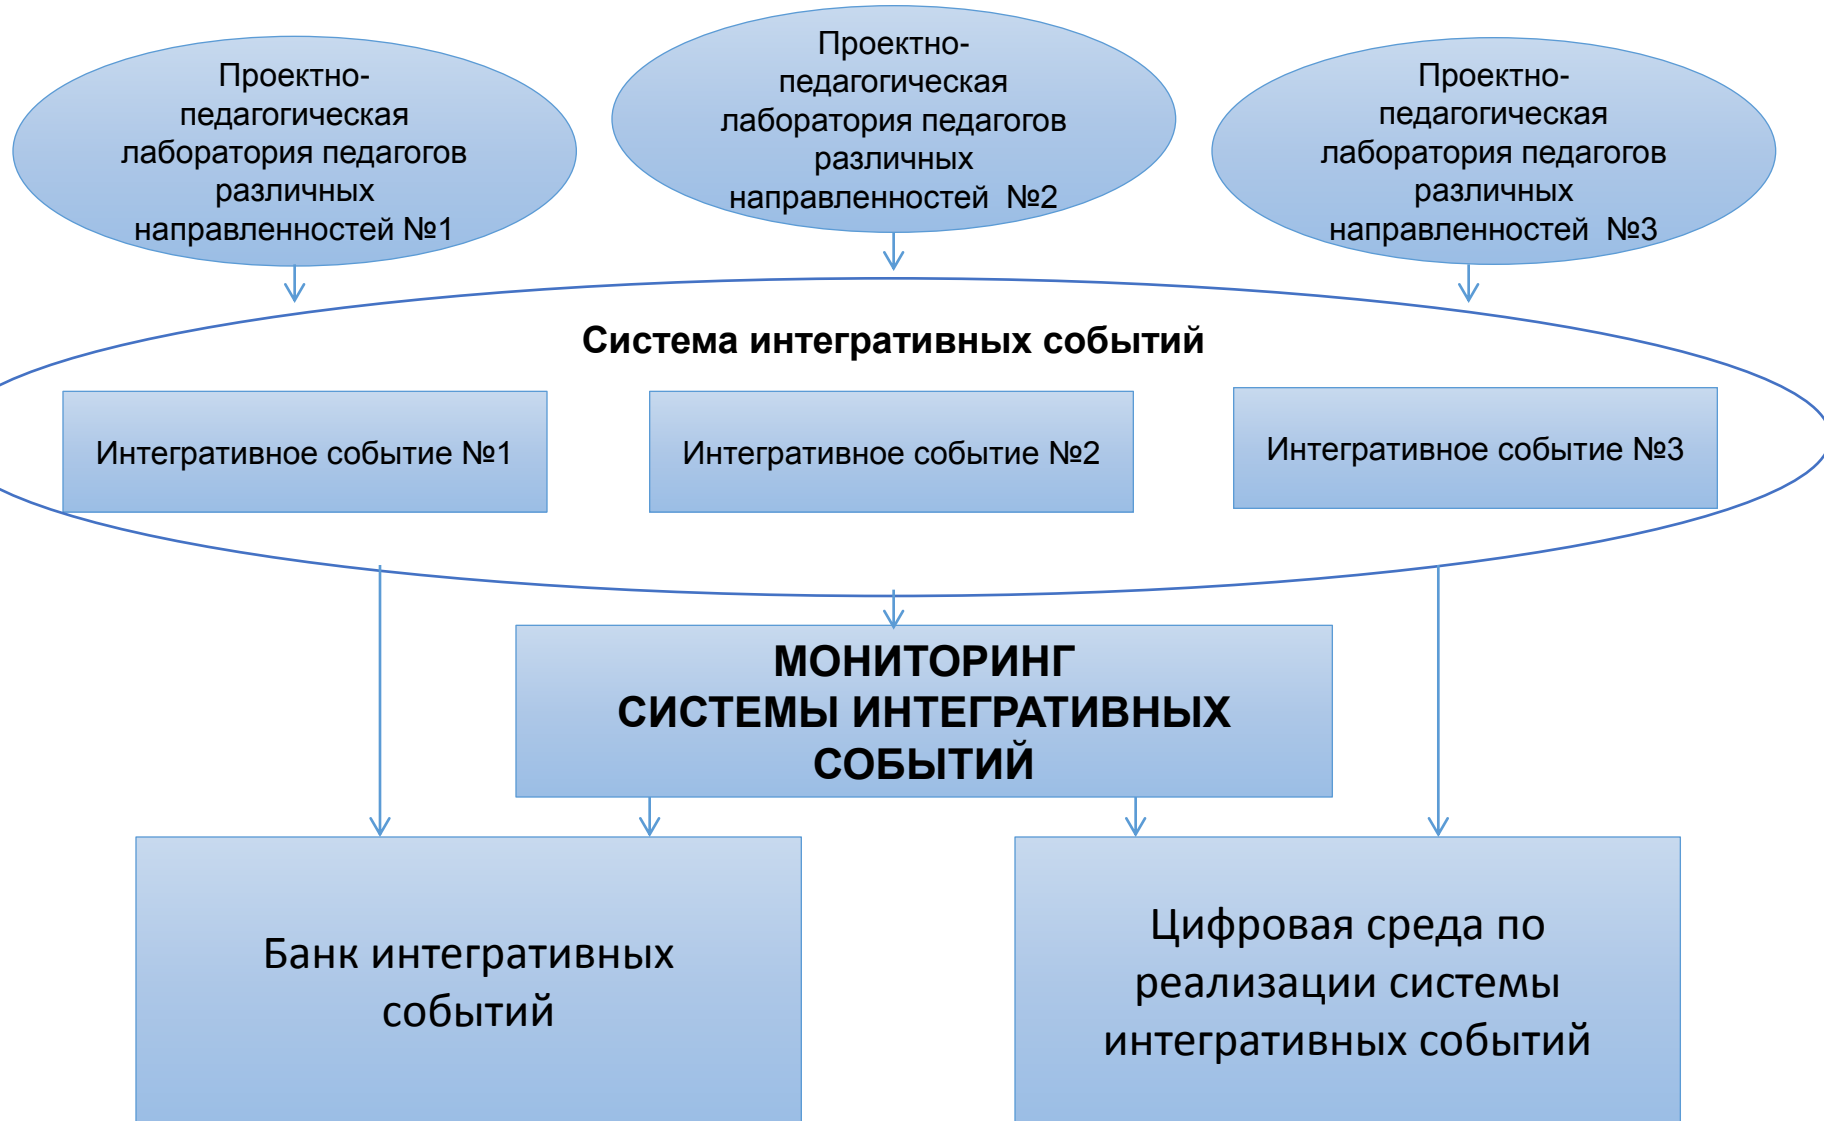 Проектно-
педагогическая
лаборатория педагогов
различных
направленностей №1
Проектно-
педагогическая
лаборатория педагогов
различных
направленностей №2
Проектно-
педагогическая
лаборатория педагогов
различных
направленностей №3
Система интегративных событий
Интегративное событие №1
Интегративное событие №2
Интегративное событие №3
МОНИТОРИНГ
СИСТЕМЫ ИНТЕГРАТИВНЫХ
СОБЫТИЙ
Банк интегративных
событий
Цифровая среда по
реализации системы
интегративных событий